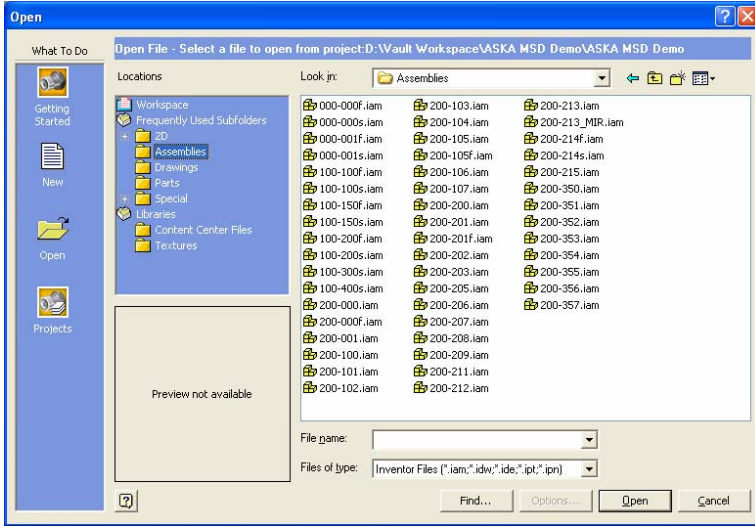 Open
What To Do
Getting
Started
New
Open
Projects
Open File - Select a file to open from project:D:\Vault Workspace\ASKA MSD Demo\ASKA MSD Demo
Locations
Workspace
Frequently Used Subfolders
2D
Assemblies
Drawings
Parts
Special
Libraries
Content Center Files
Textures
Preview not available
Look in:
Assemblies
000-000f.iam
000-000s.iam
000-001f.iam
000-001s.iam
100-100f.iam
100-100s.iam
100-150f.iam
100-150s.iam
100-200f.iam
100-200s.iam
100-300s.iam
100-400s.iam
200-000.iam
200-000f.iam
200-001.iam
200-100.iam
200-101.iam
200-102.iam
200-103.iam
200-104.iam
200-105.iam
200-105f.iam
200-106.iam
200-107.iam
200-200.iam
200-201.iam
200-201f.iam
200-202.iam
200-203.iam
200-205.iam
200-206.iam
200-207.iam
200-208.iam
200-209.iam
200-211.iam
200-212.iam
200-213.iam
200-213_MIR.iam
200-214f.iam
200-214s.iam
200-215.iam
200-350.iam
200-351.iam
200-352.iam
200-353.iam
200-354.iam
200-355.iam
200-356.iam
200-357.iam
File name:
Files of type:
Inventor Files (*.iam;*.idw;*.ide;*.ipt;*.ipn)
Find...
Options...
Open
Cancel